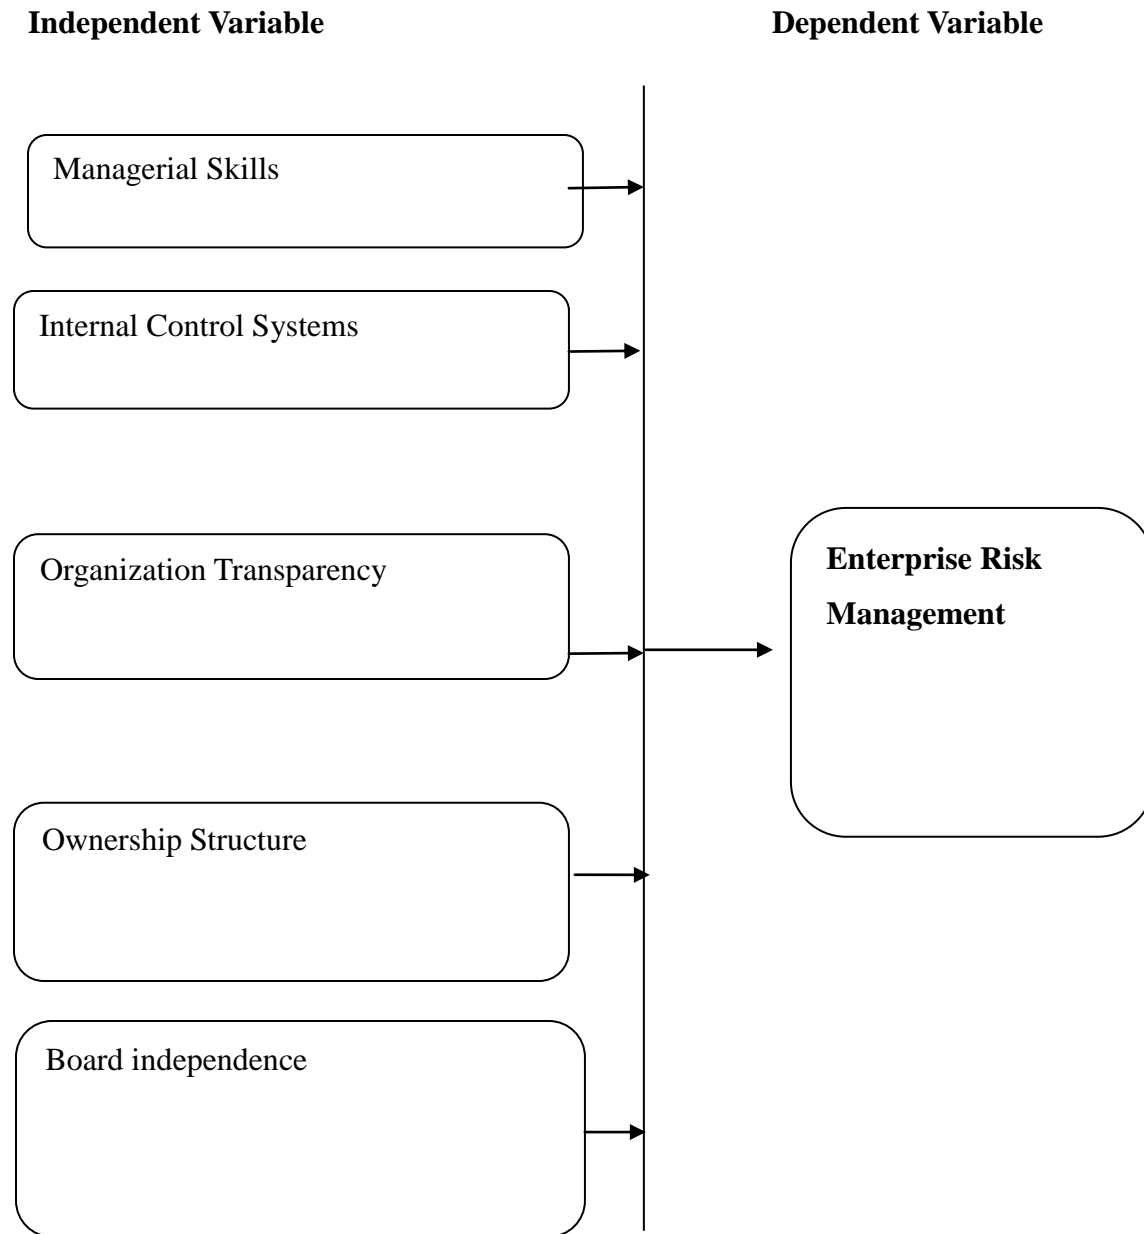 Independent Variable
Dependent Variable
Managerial Skills
Internal Control Systems
Organization Transparency
Enterprise Risk
Management
Ownership Structure
Board independence